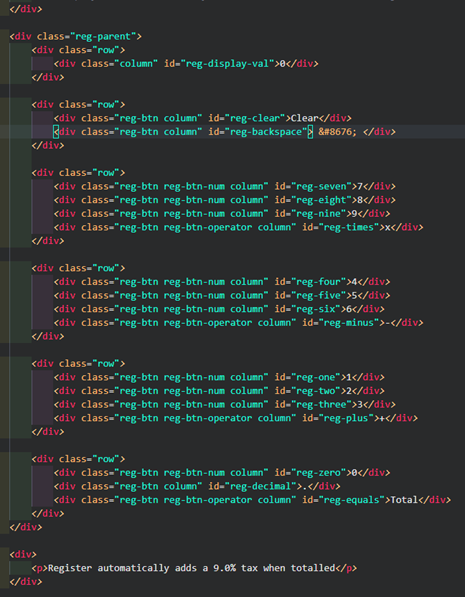 </div>
<div class="reg-parent">
<div class="row">
<div class="column" id="reg-display-val">0</div>
</div>
<div class="row">
<div class="reg-btn column" id="reg-clear">Clear</div>
<div class="reg-btn column" id="reg-backspace"> &#8676; </div>
</div>
<div class="row">
<div class="reg-btn reg-btn-num column" id="reg-seven">7</div>
<div class="reg-btn reg-btn-num column" id="reg-eight">8</div>
<div class="reg-btn reg-btn-num column" id="reg-nine">9</div>
<div class="reg-btn reg-btn-operator column" id="reg-times">x</div>
</div>
<div class="row">
<div class="reg-btn reg-btn-num column" id="reg-four">4</div>
<div class="reg-btn reg-btn-num column" id="reg-five">5</div>
<div class="reg-btn reg-btn-num column" id="reg-six">6</div>
<div class="reg-btn reg-btn-operator column" id="reg-minus">-</div>
</div>
<div class="row">
<div class="reg-btn reg-btn-num column" id="reg-one">1</div>
<div class="reg-btn reg-btn-num column" id="reg-two">2</div>
<div class="reg-btn reg-btn-num column" id="reg-three">3</div>
<div class="reg-btn reg-btn-operator column" id="reg-plus">+</div>
</div>
<div class="row">
<div class="reg-btn reg-btn-num column" id="reg-zero">0</div>
<div class="reg-btn column" id="reg-decimal">.</div>
<div class="reg-btn reg-btn-operator column" id="reg-equals">Total</div>
</div>
</div>
<div>
<p>Register automatically adds a 9.0% tax when totalled</p>
</div>